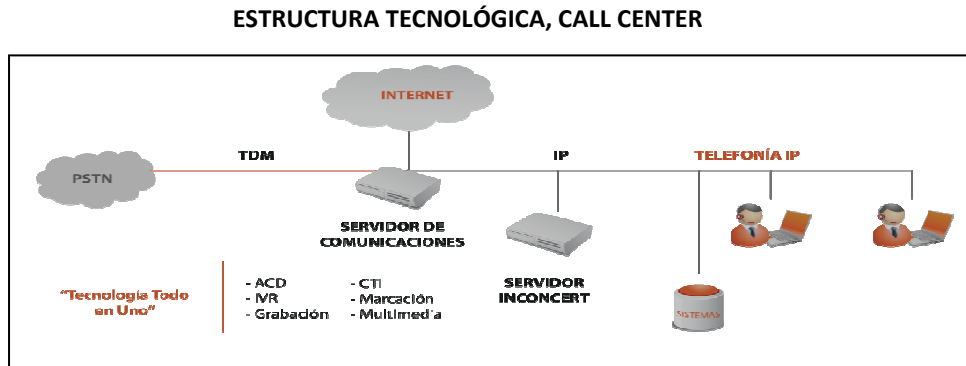 ESTRUCTURA TECNOLÓGICA, CALL CENTER
INTERNET
TDM
IP
TELEFONÍA IP
PSTN
SERVIDOR DE
COMUNICACIONES
SERVIDOR
INCONCERT
SISTEMAS
"Tecnología Todo
en Uno"
- ACD
- IVR
- Grabación
- CTI
- Marcación
- Multimedia